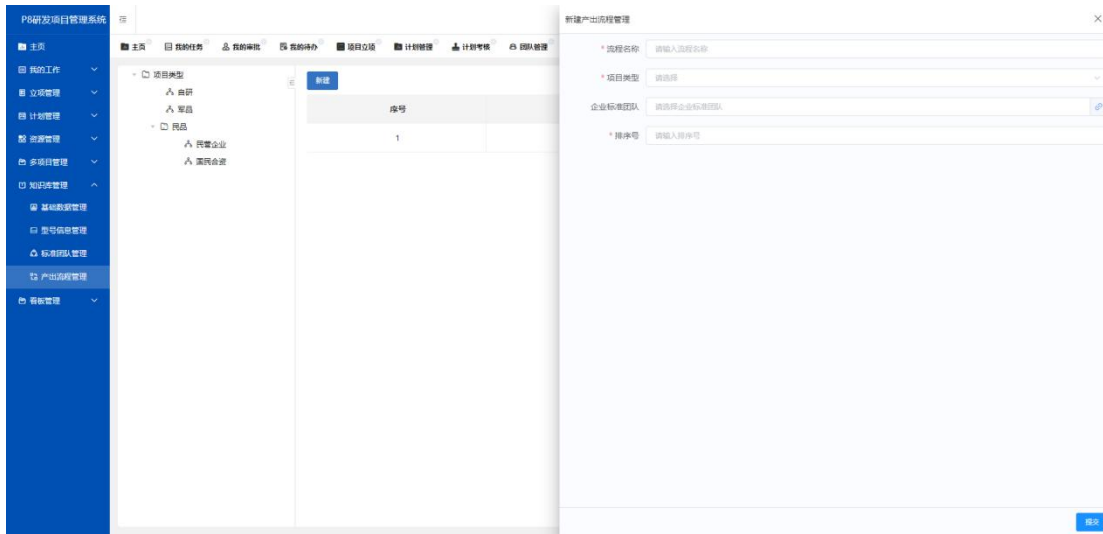 P8研发项目管理系统
主页
我的工作
立项管理
计划管理
资源管理
多项目管理
知识库管理
基础数据管理
型号信息管理
标准团队管理
产出流程管理
看板管理
主页 我的任务 我的审批 我的待办 项目立项 计划管理 计划考核 团队管理
项目类型
自研
军品
民品
民营企业
国民合资
新建
序号
1
新建产出流程管理
* 流程名称 请输入流程名称
* 项目类型 请选择
企业标准团队 请选择企业标准团队
* 排序号 请输入排序号
提交